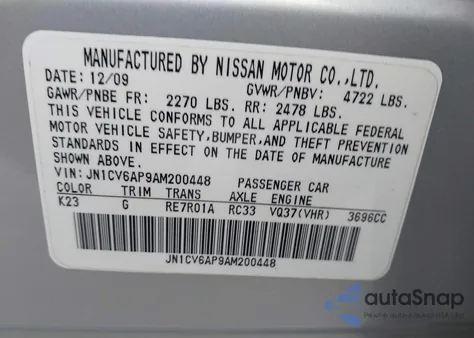 MANUFACTURED BY NISSAN MOTOR CO.,LTD.
DATE: 12/09 GVWR/PNBV: 4722 LBS.
GAWR/PNBE FR: 2270 LBS. RR: 2478 LBS.
THIS VEHICLE CONFORMS TO ALL APPLICABLE FEDERAL
MOTOR VEHICLE SAFETY,BUMPER,AND THEFT PREVENTION
STANDARDS IN EFFECT ON THE DATE OF MANUFACTURE
SHOWN ABOVE.
VIN: JN1CV6AP9AM200448 PASSENGER CAR
COLOR TRIM TRANS AXLE ENGINE
K23 G RE7R01A RC33 VQ37(VHR) 3696CC
JN1CV6AP9AM200448
autoSnap